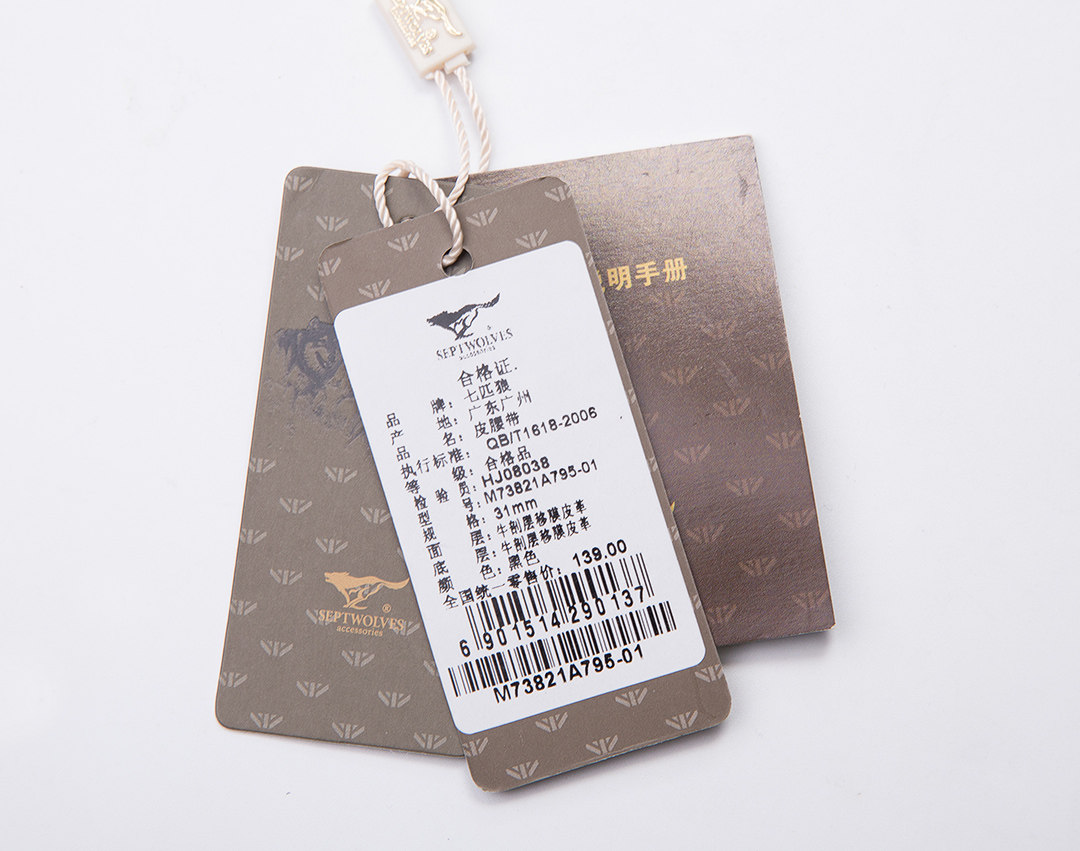 SEPTWOLVES
accessories
合格证.
品牌：七匹狼
产地：广东广州
品名：皮腰带
执行标准：QB/T1618-2006
等级：合格品
检验员：HJ08038
型号：M73821A795-01
规格：31mm
面层：牛剖层移膜皮革
底层：牛剖层移膜皮革
颜色：黑色
全国统一零售价：139.00
6 901514 290137
M73821A795-01
明手册
SEPTWOLVES®
accessories